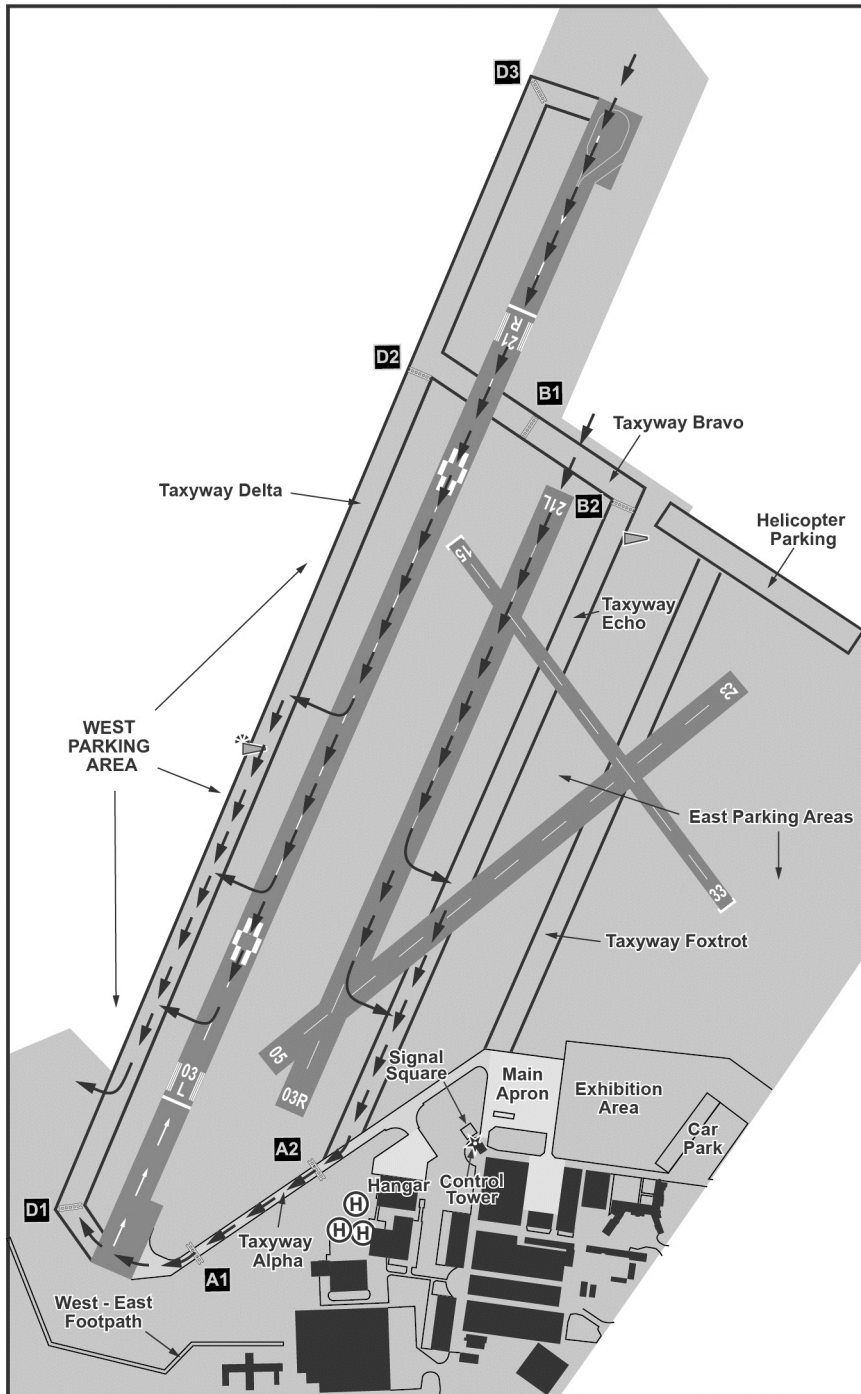 D3
21
R
D2
B1
Taxyway Bravo
Taxyway Delta
21L
B2
Helicopter
Parking
15
Taxyway
Echo
23
WEST
PARKING
AREA
East Parking Areas
33
Taxyway Foxtrot
05
03R
03
L
Signal
Square
Main
Apron
Exhibition
Area
Car
Park
A2
Hangar
Control
Tower
D1
H
H
H
Taxyway
Alpha
A1
West - East
Footpath